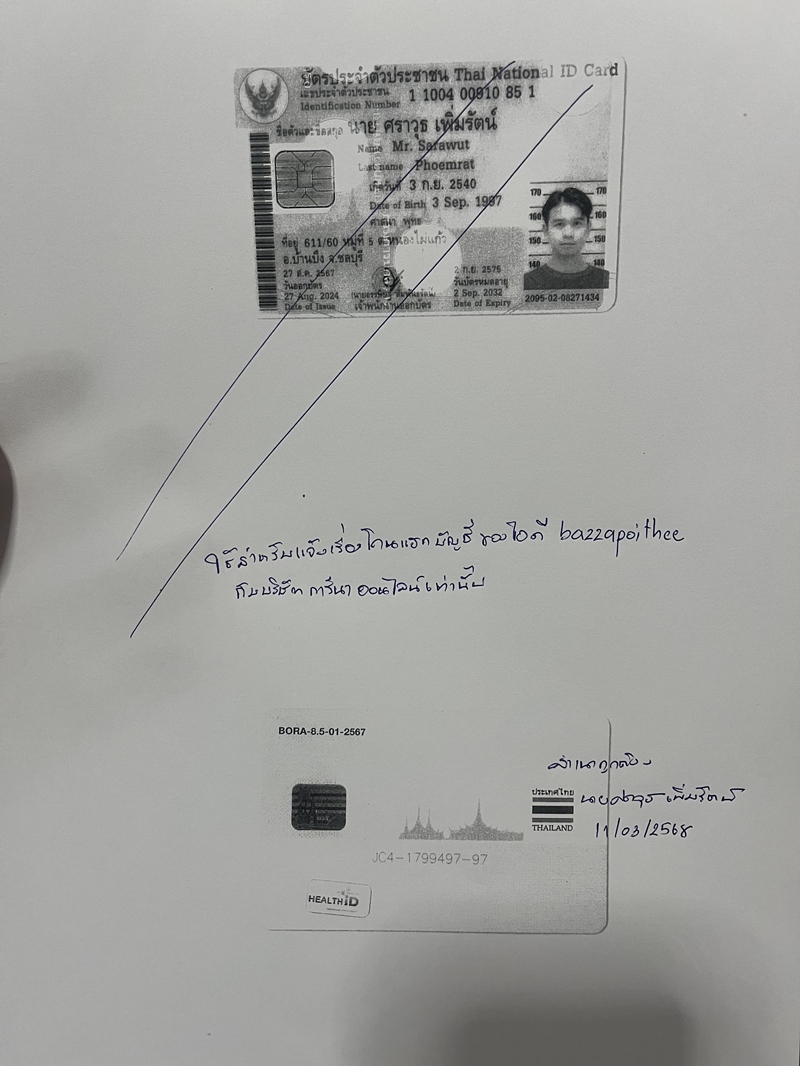 บัตรประจำตัวประชาชน Thai National ID Card
เลขประจำตัวประชาชน 1 1004 00810 85 1
Identification Number
ชื่อตัวและชื่อสกุล นาย ศราวุธ เพิ่มรัตน์
Name Mr. Sarawut
Last name Phoemrat
เกิดวันที่ 3 ก.ย. 2540
Date of Birth 3 Sep. 1997
ศาสนา พุทธ
ที่อยู่ 611/60 หมู่ที่ 5 ต.หนองไผ่แก้ว
อ.บ้านบึง จ.ชลบุรี
27 ส.ค. 2567
วันออกบัตร
27 Aug. 2024
Date of Issue
เจ้าพนักงานออกบัตร
2 ก.ย. 2575
วันบัตรหมดอายุ
2 Sep. 2032
Date of Expiry
170 170
160 160
150 150
140 140
2095-02-08271434
ใช้สำหรับแจ้งเรื่องโดนแฮกบัญชี ของไอดี bazzapoithee
กับบริษัท การีนา ออนไลน์ เท่านั้น
BORA-8.5-01-2567
สำเนาถูกต้อง
ประเทศไทย
นายศราวุธ เพิ่มรัตน์
THAILAND
11/03/2568
JC4-1799497-97
HEALTH iD